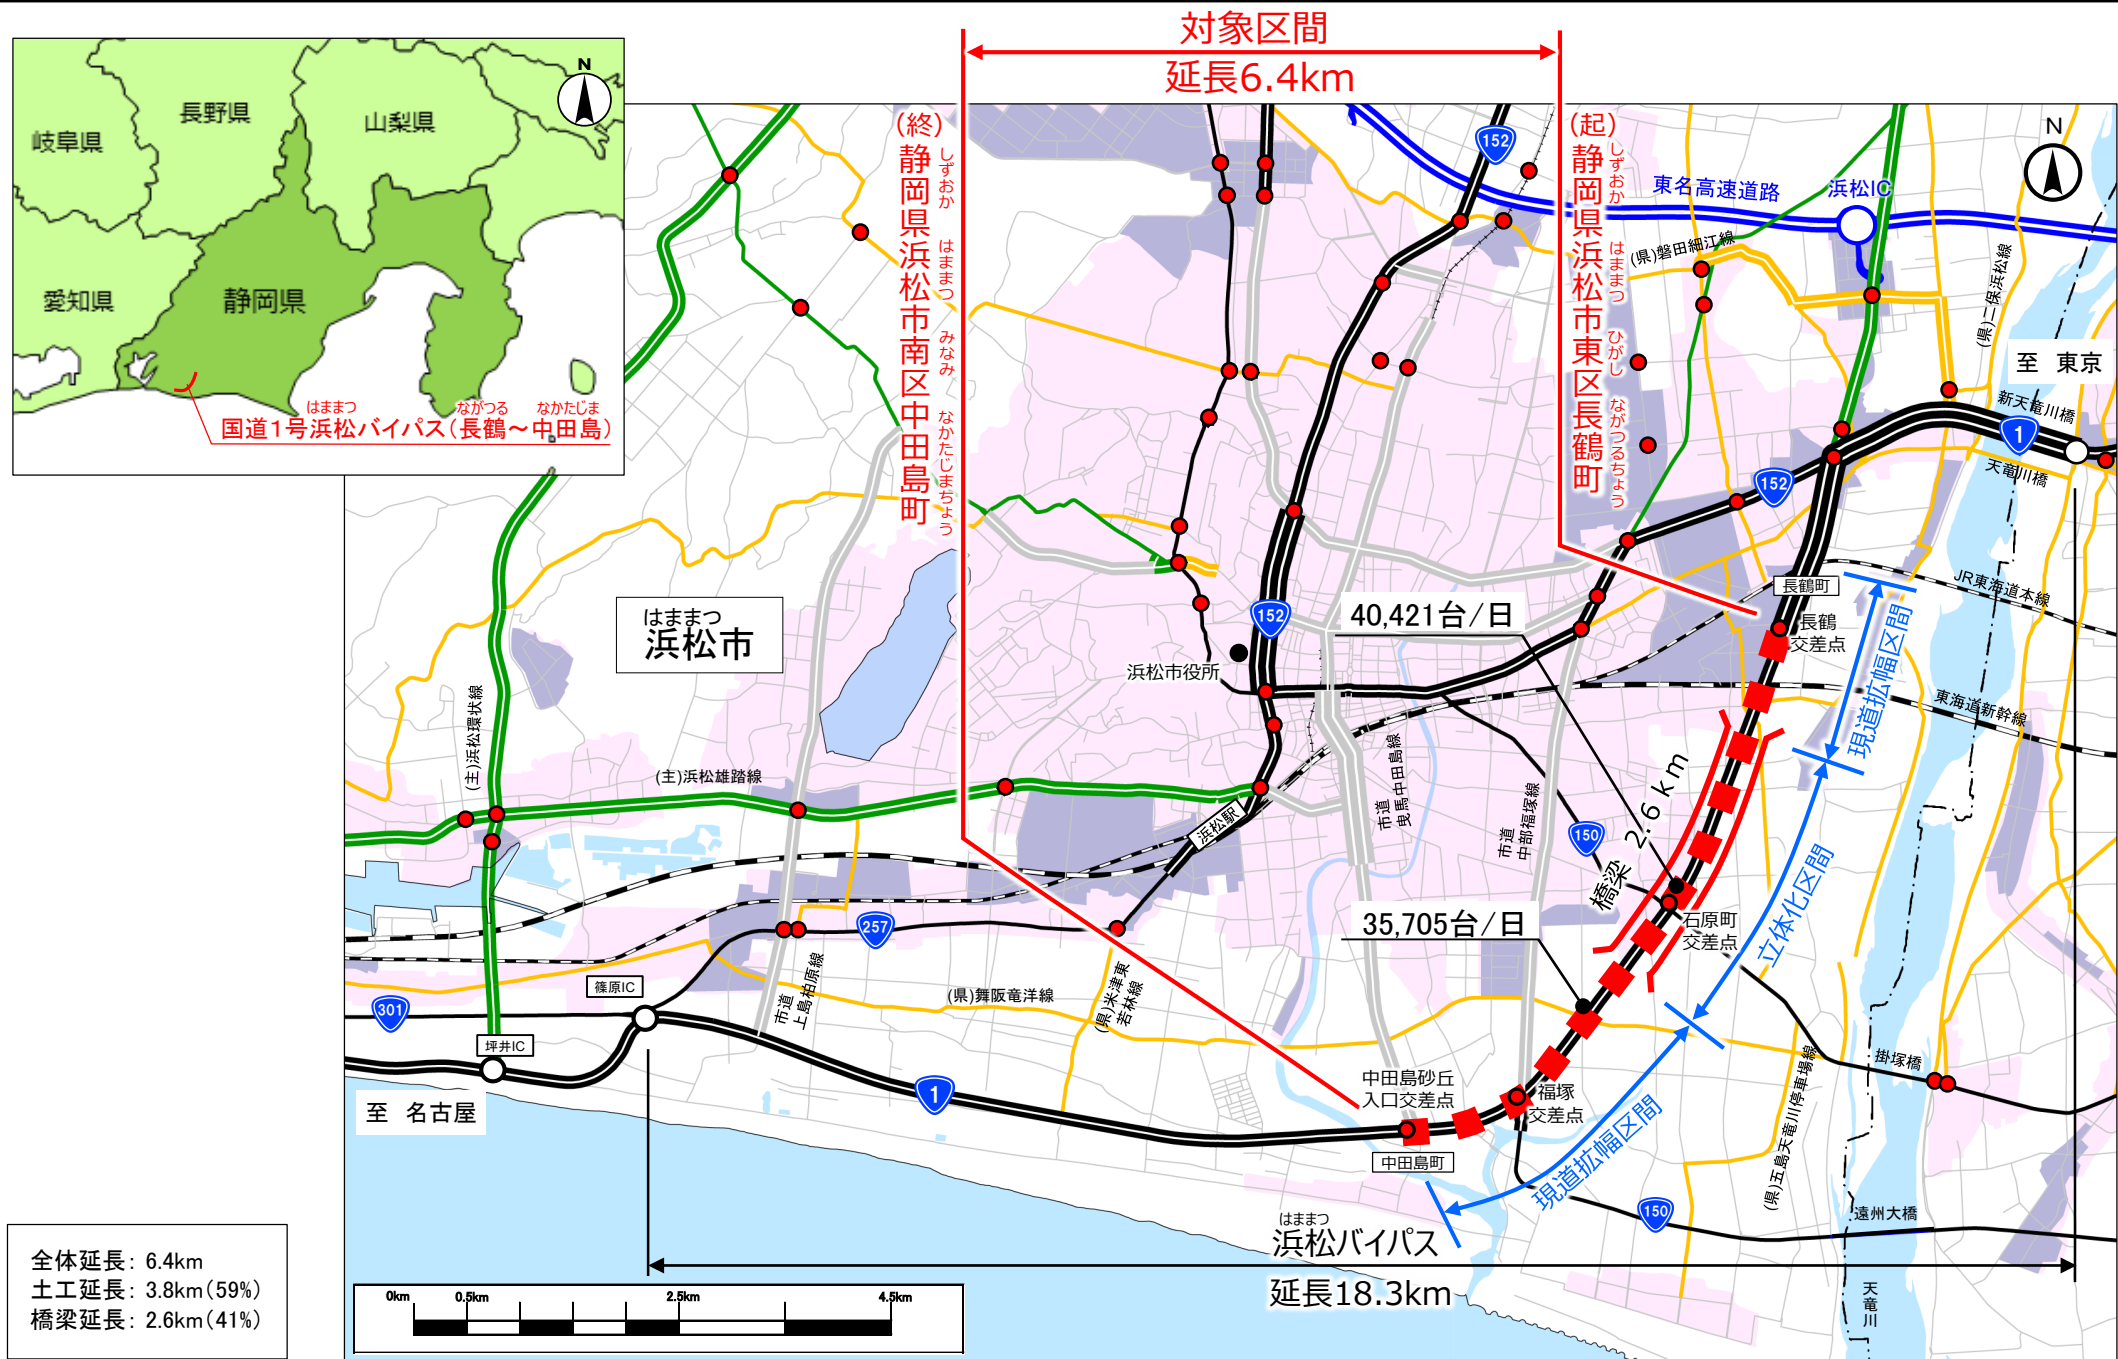 対象区間
延長6.4km
N
岐阜県
長野県
山梨県
愛知県
静岡県
はままつ ながつる なかたじま
国道1号浜松バイパス(長鶴～中田島)
(終)
静岡県浜松市南区中田島町
しずおか はままつ みなみ なかたじまちょう
(起)
静岡県浜松市東区長鶴町
しずおか はままつ ひがし ながつるちょう
N
152
東名高速道路
浜松IC
(県)磐田細江線
(県)二保浜松線
至 東京
新天竜川橋
1
天竜川橋
152
長鶴町
JR東海道本線
長鶴
交差点
現道拡幅区間
東海道新幹線
はままつ
浜松市
152
40,421台/日
浜松市役所
(主)浜松環状線
(主)浜松雄踏線
浜松駅
市道
曳馬中田島線
市道
中部福塚線
150
橋梁 2.6km
石原町
交差点
立体化区間
35,705台/日
257
篠原IC
市道
上島柏原線
(県)舞阪竜洋線
(県)米津東
若林線
301
坪井IC
至 名古屋
1
中田島砂丘
入口交差点
福塚
交差点
中田島町
現道拡幅区間
(県)五島天竜川停車場線
掛塚橋
150
遠州大橋
天竜川
はままつ
浜松バイパス
延長18.3km
全体延長: 6.4km
土工延長: 3.8km(59%)
橋梁延長: 2.6km(41%)
0km 0.5km 2.5km 4.5km